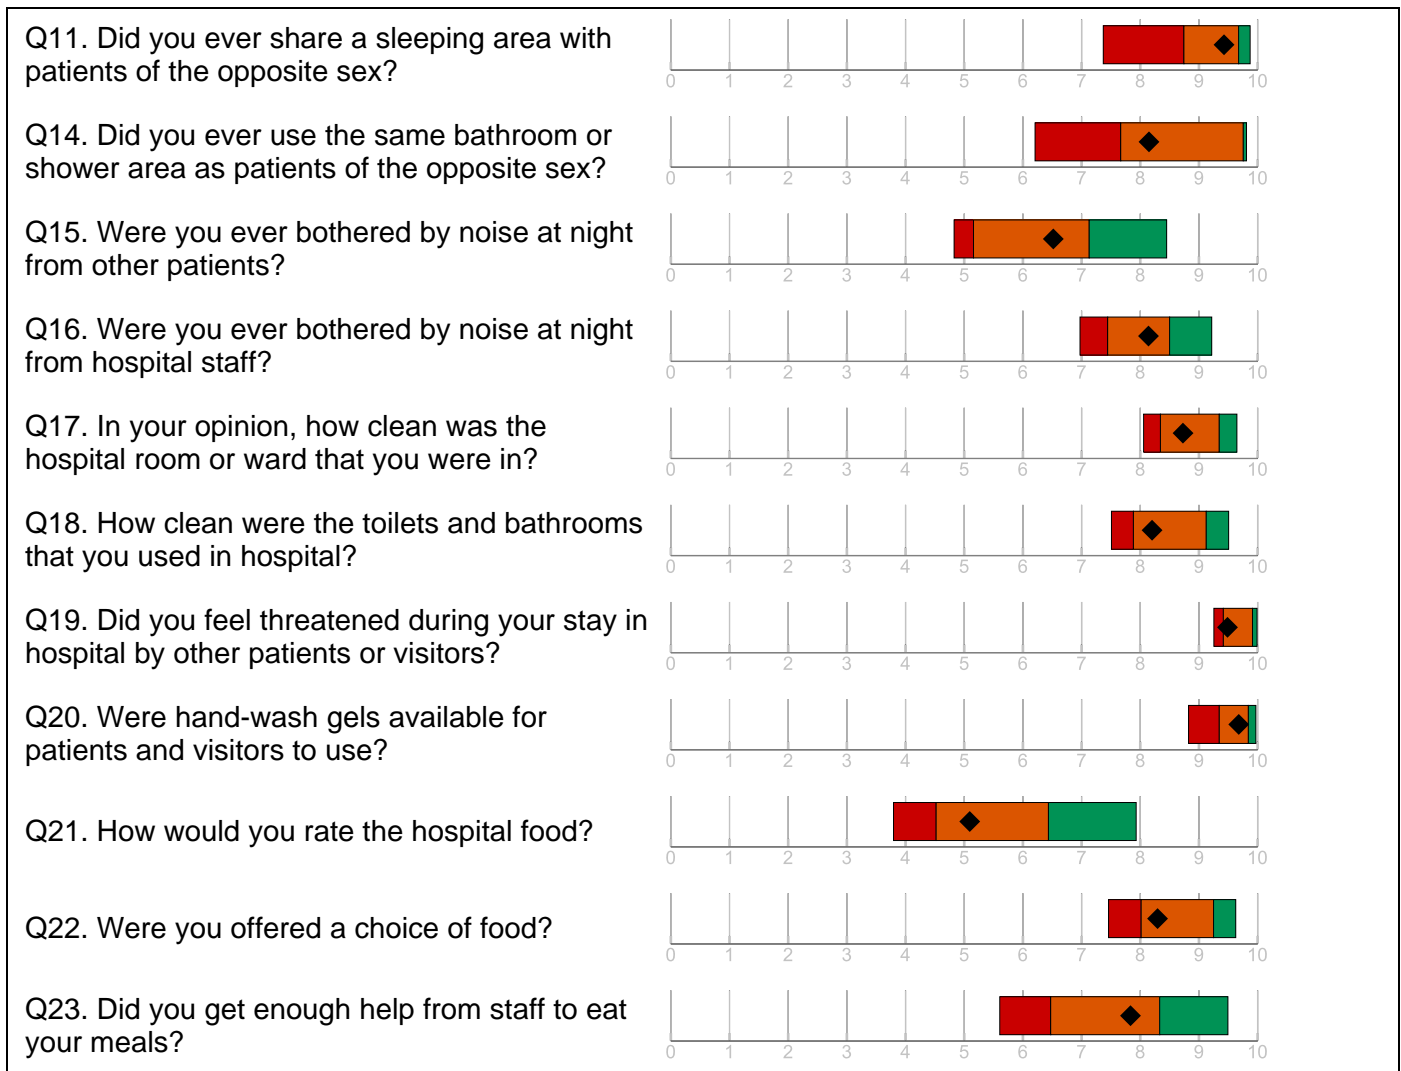 Q11. Did you ever share a sleeping area with
patients of the opposite sex?
0 1 2 3 4 5 6 7 8 9 10
Q14. Did you ever use the same bathroom or
shower area as patients of the opposite sex?
0 1 2 3 4 5 6 7 8 9 10
Q15. Were you ever bothered by noise at night
from other patients?
0 1 2 3 4 5 6 7 8 9 10
Q16. Were you ever bothered by noise at night
from hospital staff?
0 1 2 3 4 5 6 7 8 9 10
Q17. In your opinion, how clean was the
hospital room or ward that you were in?
0 1 2 3 4 5 6 7 8 9 10
Q18. How clean were the toilets and bathrooms
that you used in hospital?
0 1 2 3 4 5 6 7 8 9 10
Q19. Did you feel threatened during your stay in
hospital by other patients or visitors?
0 1 2 3 4 5 6 7 8 9 10
Q20. Were hand-wash gels available for
patients and visitors to use?
0 1 2 3 4 5 6 7 8 9 10
Q21. How would you rate the hospital food?
0 1 2 3 4 5 6 7 8 9 10
Q22. Were you offered a choice of food?
0 1 2 3 4 5 6 7 8 9 10
Q23. Did you get enough help from staff to eat
your meals?
0 1 2 3 4 5 6 7 8 9 10